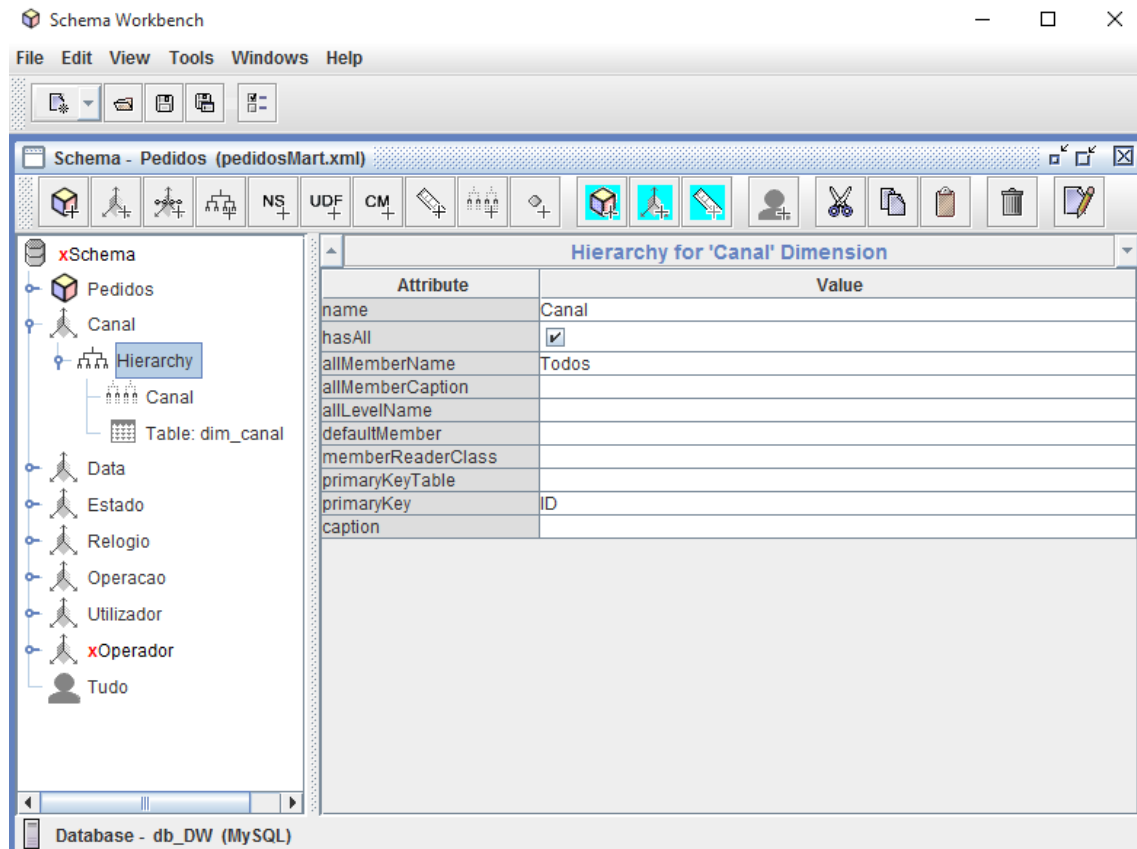 Schema Workbench
File Edit View Tools Windows Help
Schema - Pedidos (pedidosMart.xml)
NS UDF CM
xSchema
Pedidos
Canal
Hierarchy
Canal
Table: dim_canal
Data
Estado
Relogio
Operacao
Utilizador
xOperador
Tudo
Hierarchy for 'Canal' Dimension
Attribute Value
name Canal
hasAll
allMemberName Todos
allMemberCaption
allLevelName
defaultMember
memberReaderClass
primaryKeyTable
primaryKey ID
caption
Database - db_DW (MySQL)